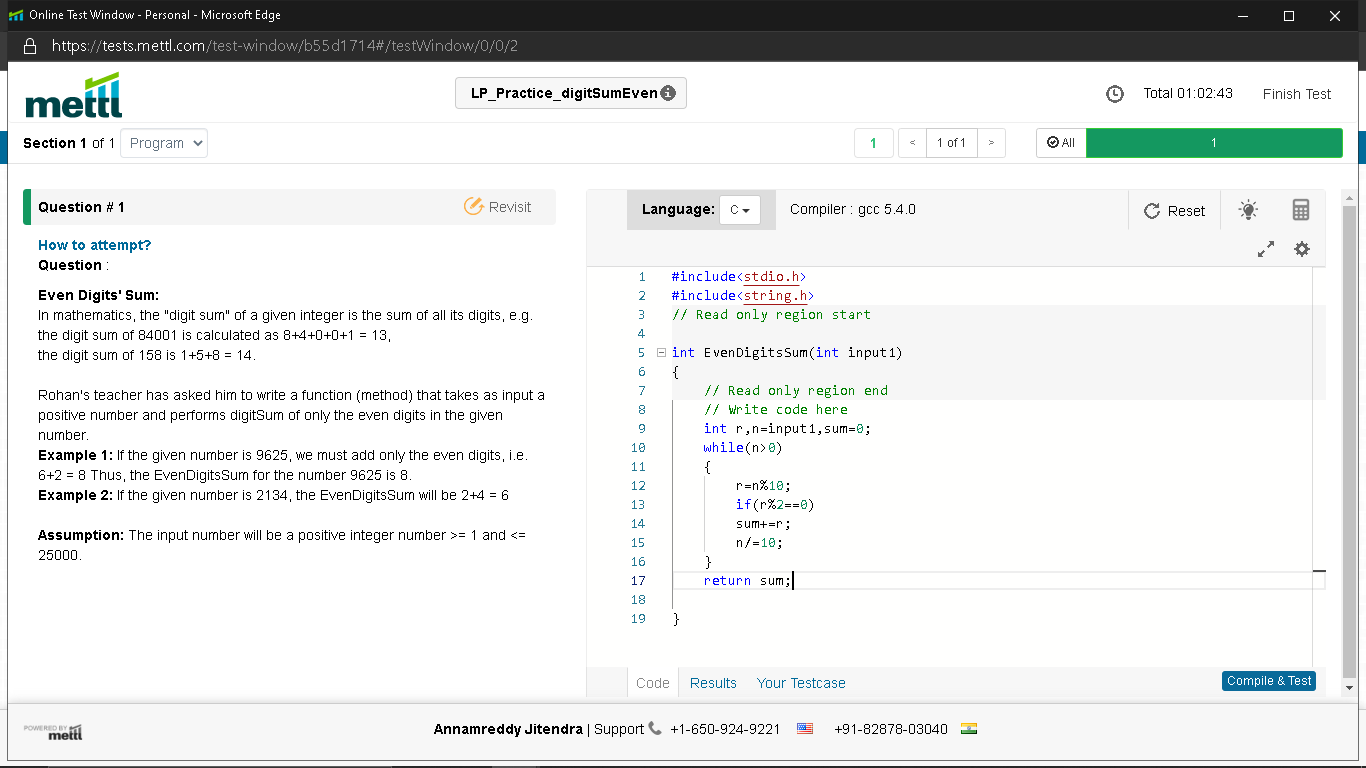 Online Test Window - Personal - Microsoft Edge
https://tests.mettl.com/test-window/b55d1714#/testWindow/0/0/2
mettl
LP_Practice_digitSumEven
Total 01:02:43
Finish Test
Section 1 of 1
Program
1
<
1 of 1
>
All
1
Question # 1
Revisit
How to attempt?
Question :
Even Digits' Sum:
In mathematics, the "digit sum" of a given integer is the sum of all its digits, e.g.
the digit sum of 84001 is calculated as 8+4+0+0+1 = 13,
the digit sum of 158 is 1+5+8 = 14.
Rohan's teacher has asked him to write a function (method) that takes as input a
positive number and performs digitSum of only the even digits in the given
number.
Example 1: If the given number is 9625, we must add only the even digits, i.e.
6+2 = 8 Thus, the EvenDigitsSum for the number 9625 is 8.
Example 2: If the given number is 2134, the EvenDigitsSum will be 2+4 = 6
Assumption: The input number will be a positive integer number >= 1 and <=
25000.
Language: C
Compiler : gcc 5.4.0
Reset
1 #include<stdio.h>
2 #include<string.h>
3 // Read only region start
4
5 int EvenDigitsSum(int input1)
6 {
7 // Read only region end
8 // Write code here
9 int r,n=input1,sum=0;
10 while(n>0)
11 {
12 r=n%10;
13 if(r%2==0)
14 sum+=r;
15 n/=10;
16 }
17 return sum;
18
19 }
Code
Results
Your Testcase
Compile & Test
POWERED BY
mettl
Annamreddy Jitendra | Support +1-650-924-9221 +91-82878-03040